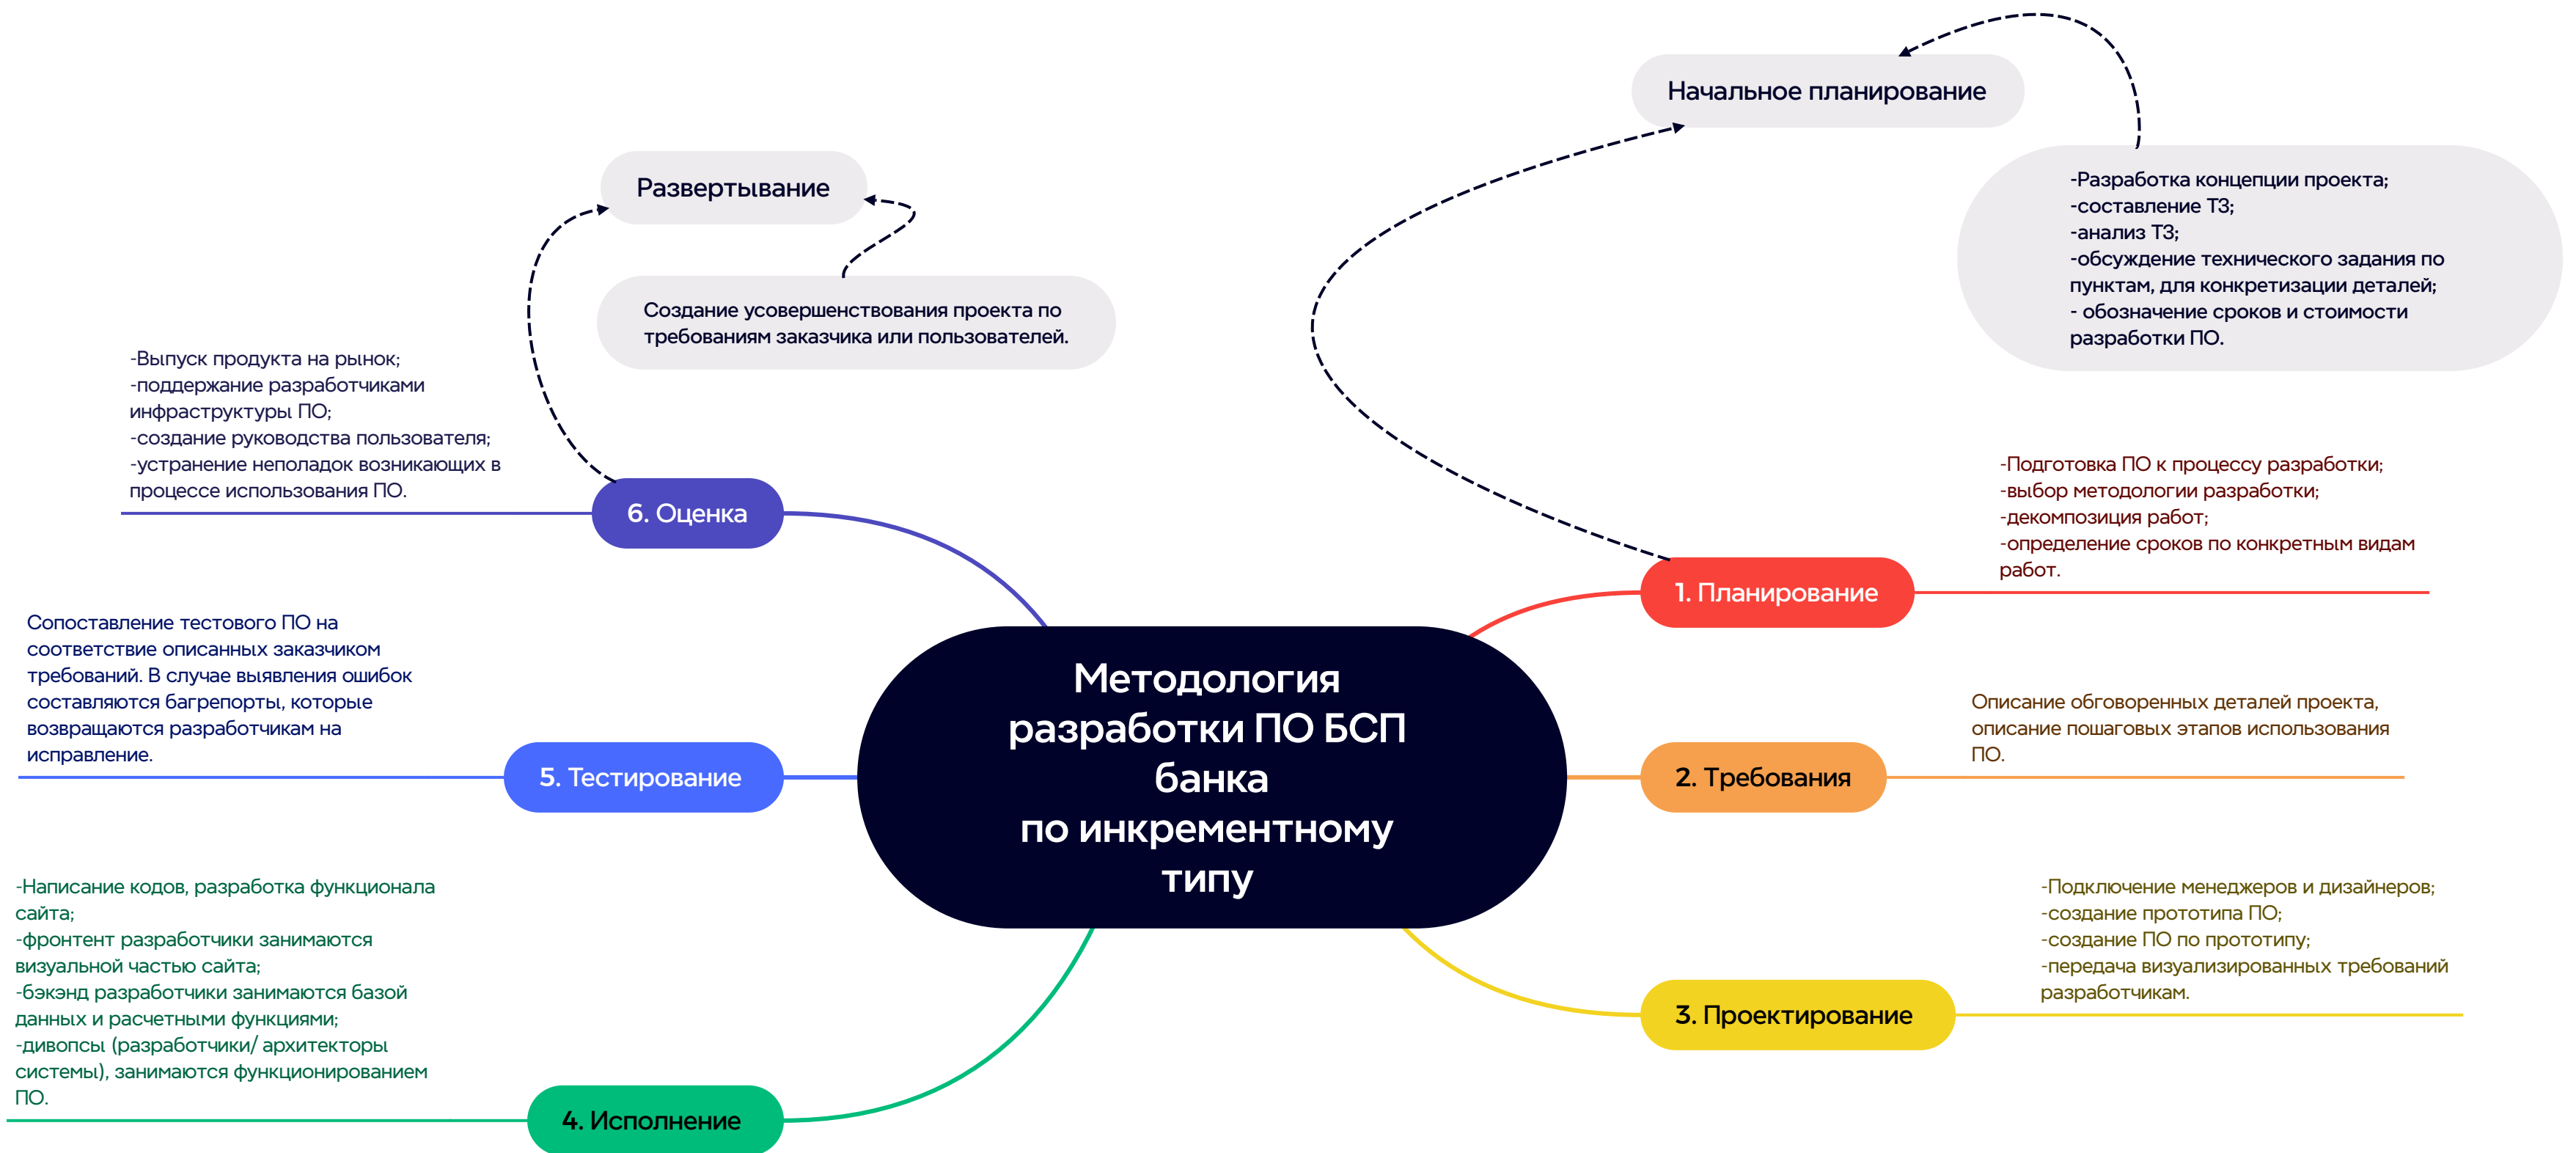 Начальное планирование
-Разработка концепции проекта;
-составление ТЗ;
-анализ ТЗ;
-обсуждение технического задания по
пунктам, для конкретизации деталей;
- обозначение сроков и стоимости
разработки ПО.
Развертывание
Создание усовершенствования проекта по
требованиям заказчика или пользователей.
-Выпуск продукта на рынок;
-поддержание разработчиками
инфраструктуры ПО;
-создание руководства пользователя;
-устранение неполадок возникающих в
процессе использования ПО.
6. Оценка
-Подготовка ПО к процессу разработки;
-выбор методологии разработки;
-декомпозиция работ;
-определение сроков по конкретным видам
работ.
1. Планирование
Сопоставление тестового ПО на
соответствие описанных заказчиком
требований. В случае выявления ошибок
составляются багрепорты, которые
возвращаются разработчикам на
исправление.
5. Тестирование
Методология
разработки ПО БСП
банка
по инкрементному
типу
Описание обговоренных деталей проекта,
описание пошаговых этапов использования
ПО.
2. Требования
-Написание кодов, разработка функционала
сайта;
-фронтент разработчики занимаются
визуальной частью сайта;
-бэкэнд разработчики занимаются базой
данных и расчетными функциями;
-дивопсы (разработчики/ архитекторы
системы), занимаются функционированием
ПО.
4. Исполнение
-Подключение менеджеров и дизайнеров;
-создание прототипа ПО;
-создание ПО по прототипу;
-передача визуализированных требований
разработчикам.
3. Проектирование